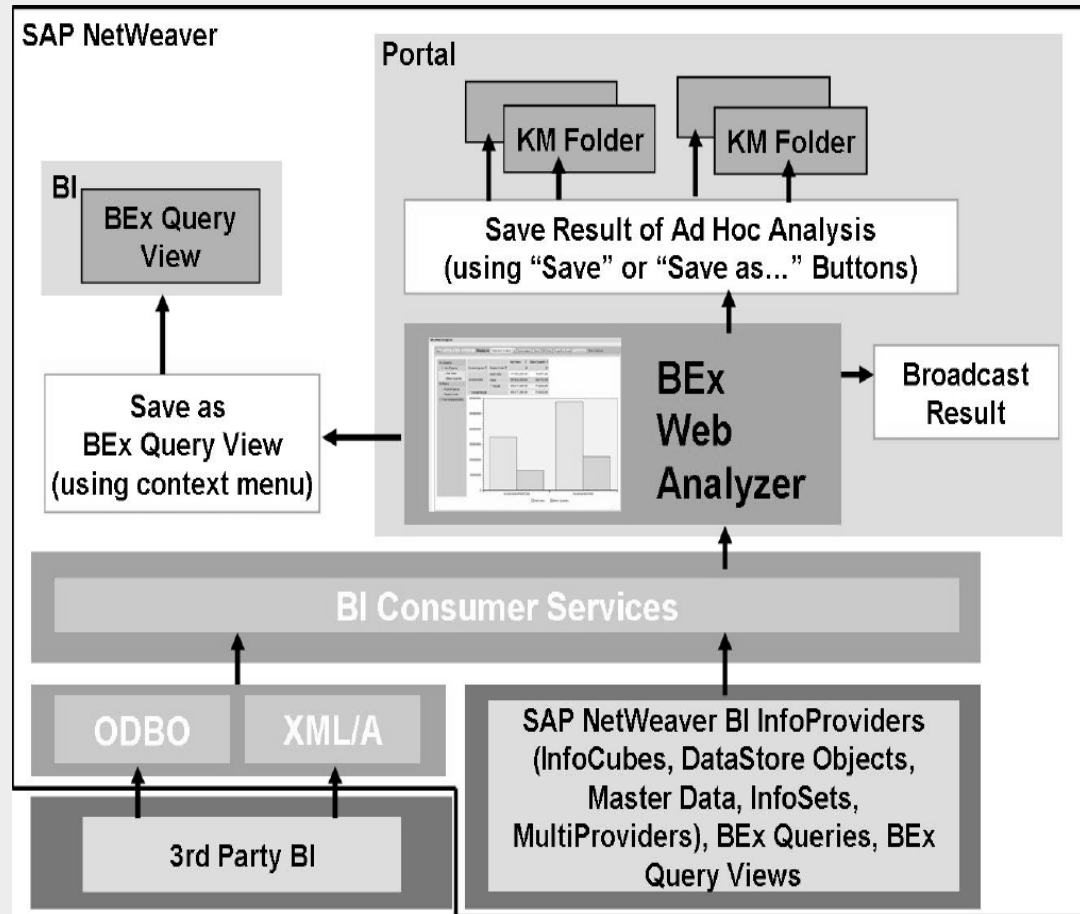 SAP NetWeaver
Portal
KM Folder
KM Folder
BI
BEx Query
View
Save Result of Ad Hoc Analysis
(using “Save” or “Save as...” Buttons)
Save as
BEx Query View
(using context menu)
BEx
Web
Analyzer
Broadcast
Result
BI Consumer Services
ODBO
XML/A
SAP NetWeaver BI InfoProviders
(InfoCubes, DataStore Objects,
Master Data, InfoSets,
MultiProviders), BEx Queries, BEx
Query Views
3rd Party BI